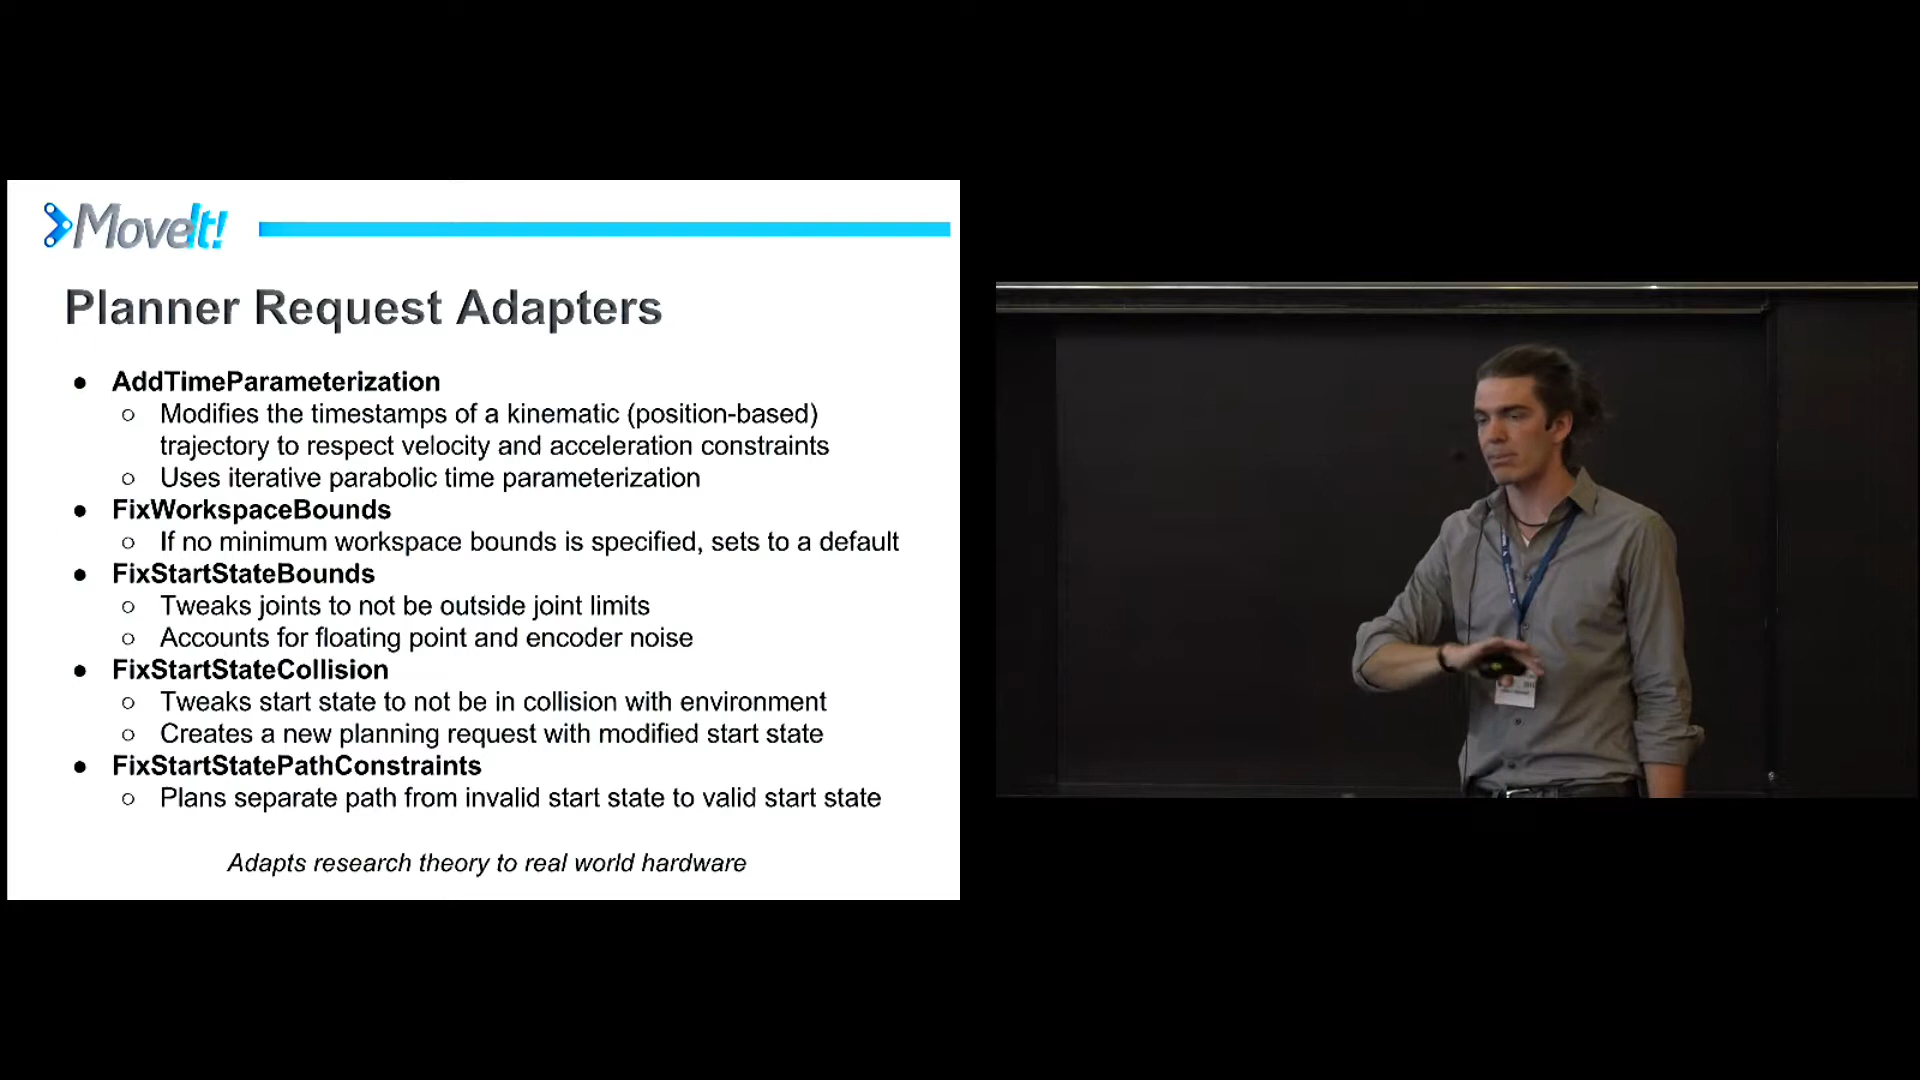 MoveIt!
Planner Request Adapters
● AddTimeParameterization
○ Modifies the timestamps of a kinematic (position-based)
trajectory to respect velocity and acceleration constraints
○ Uses iterative parabolic time parameterization
● FixWorkspaceBounds
○ If no minimum workspace bounds is specified, sets to a default
● FixStartStateBounds
○ Tweaks joints to not be outside joint limits
○ Accounts for floating point and encoder noise
● FixStartStateCollision
○ Tweaks start state to not be in collision with environment
○ Creates a new planning request with modified start state
● FixStartStatePathConstraints
○ Plans separate path from invalid start state to valid start state
Adapts research theory to real world hardware